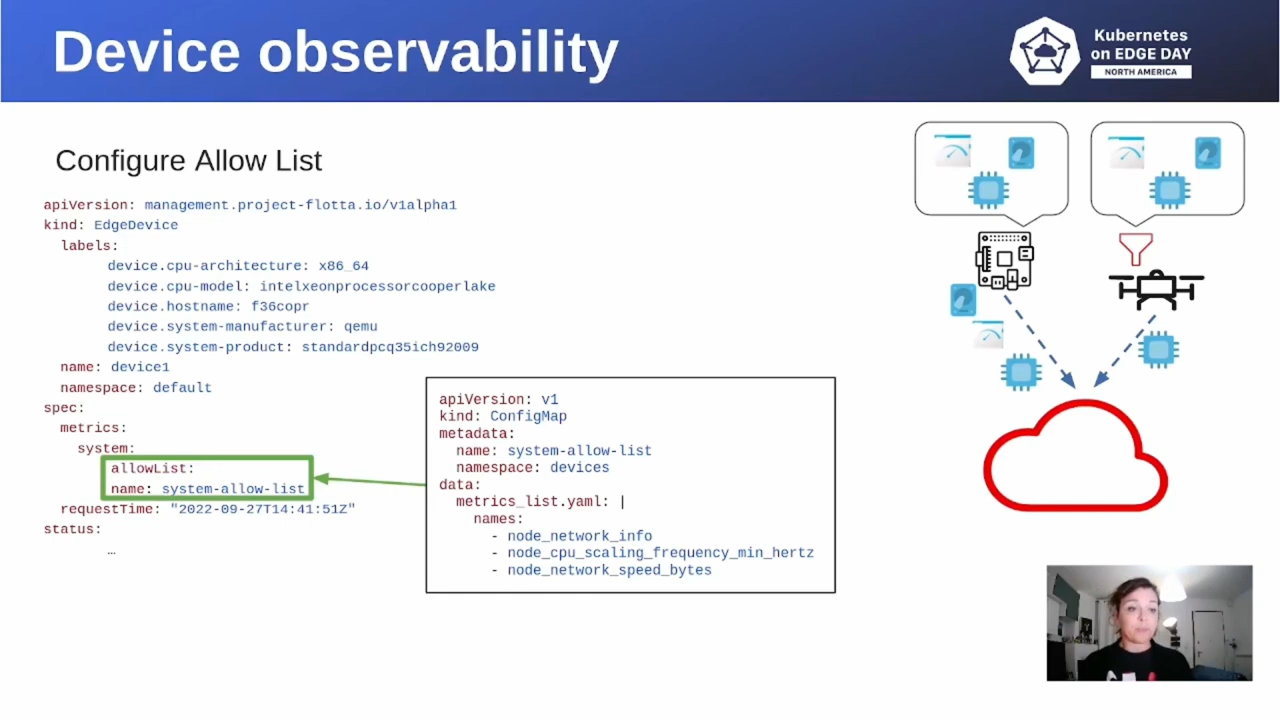 Device observability
Kubernetes
on EDGE DAY
NORTH AMERICA
Configure Allow List
apiVersion: management.project-flotta.io/v1alpha1
kind: EdgeDevice
labels:
device.cpu-architecture: x86_64
device.cpu-model: intelxeonprocessorcooperlake
device.hostname: f36copr
device.system-manufacturer: qemu
device.system-product: standardpcq35ich92009
name: device1
namespace: default
spec:
metrics:
system:
allowList:
name: system-allow-list
requestTime: "2022-09-27T14:41:51Z"
status:
…
apiVersion: v1
kind: ConfigMap
metadata:
name: system-allow-list
namespace: devices
data:
metrics_list.yaml: |
names:
- node_network_info
- node_cpu_scaling_frequency_min_hertz
- node_network_speed_bytes